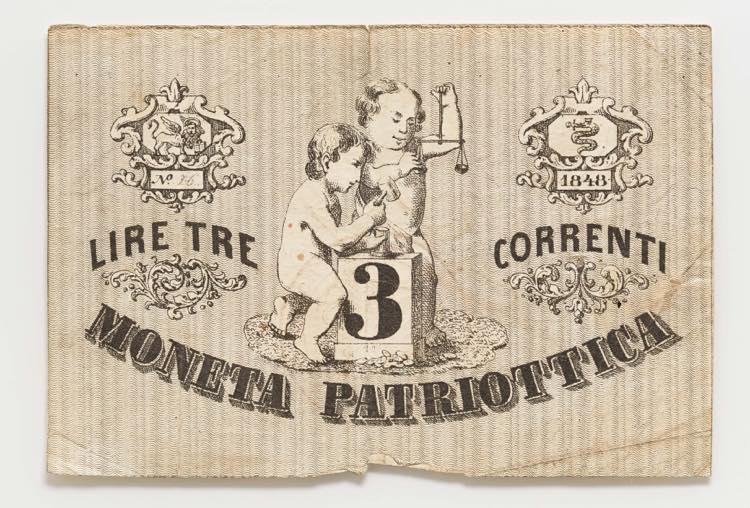 Nº 76
1848
LIRE TRE
CORRENTI
3
MONETA PATRIOTTICA